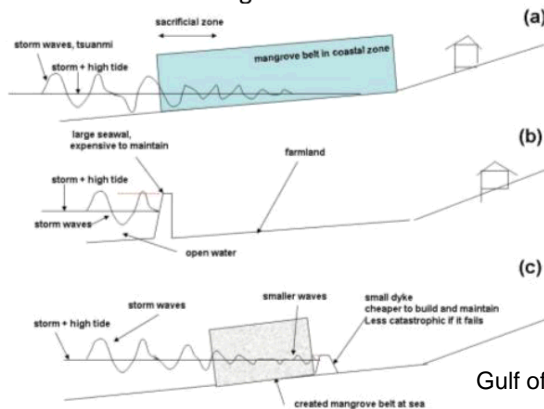 sacrificial zone
(a)
storm waves, tsuanmi
mangrove belt in coastal zone
storm + high tide
large seawal,
expensive to maintain
(b)
farmland
storm + high tide
storm waves
open water
(c)
smaller waves
small dyke
cheaper to build and maintain
Less catastrophic if it fails
storm waves
storm + high tide
Gulf of
created mangrove belt at sea